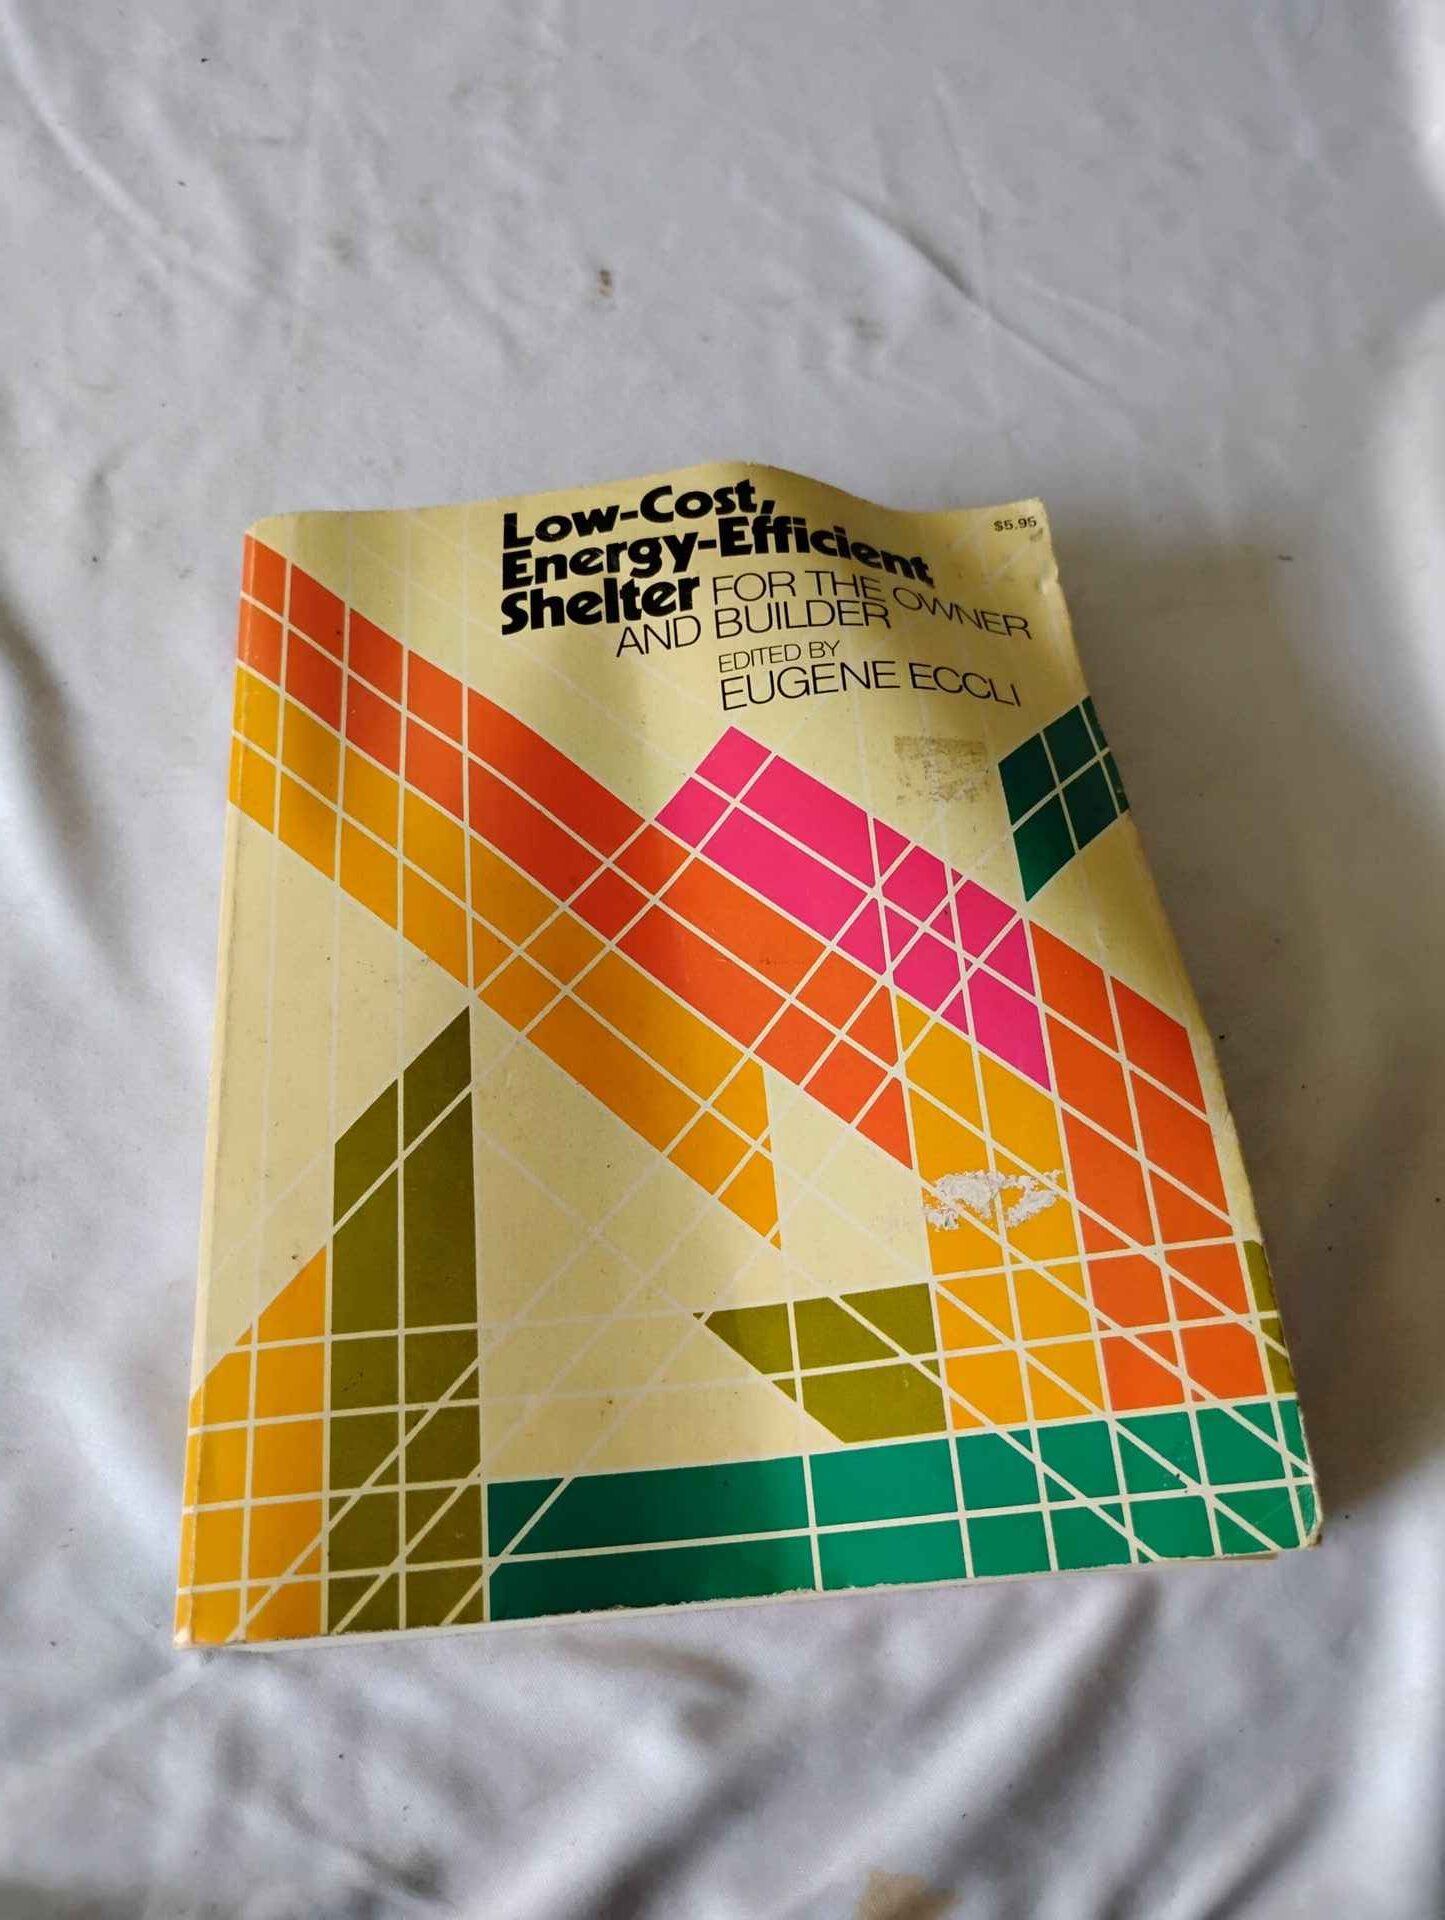 Low-Cost,
$5.95
Energy-Efficient
Shelter FOR THE OWNER
AND BUILDER
EDITED BY
EUGENE ECCLI